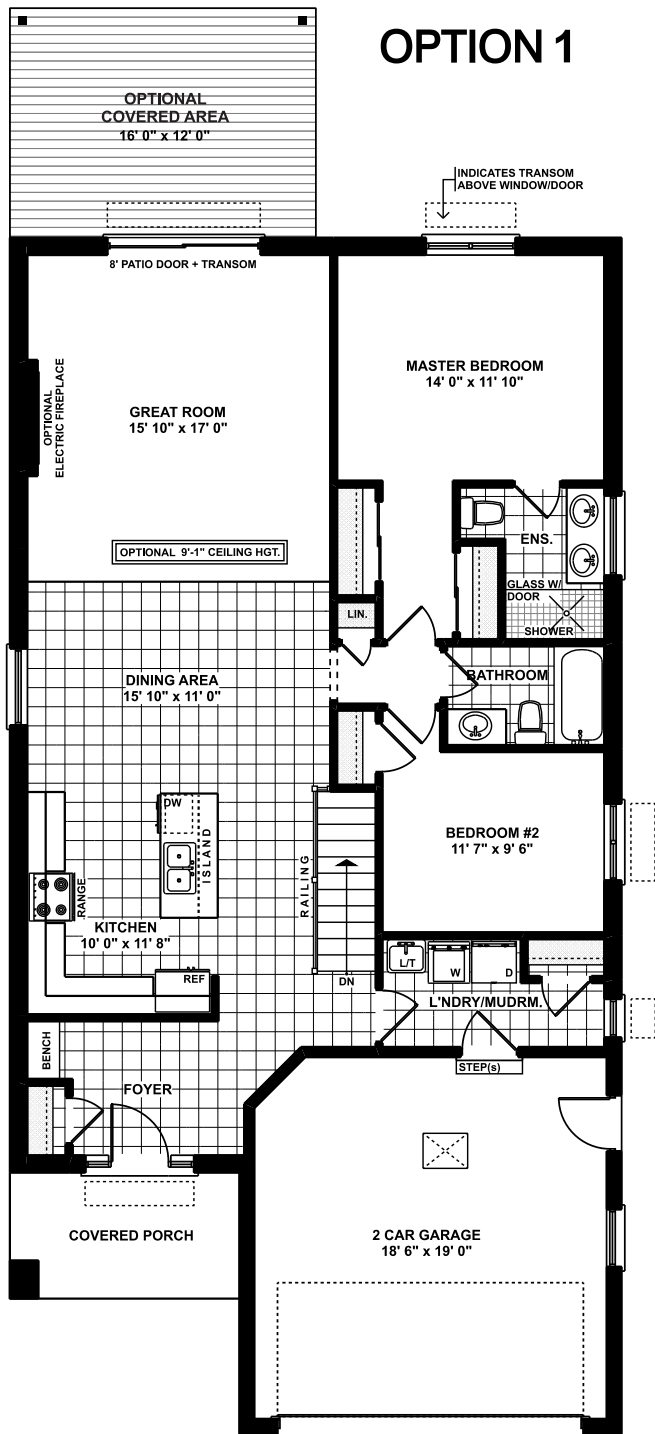 OPTION 1
OPTIONAL
COVERED AREA
16' 0" x 12' 0"
INDICATES TRANSOM
ABOVE WINDOW/DOOR
8' PATIO DOOR + TRANSOM
MASTER BEDROOM
14' 0" x 11' 10"
OPTIONAL
ELECTRIC FIREPLACE
GREAT ROOM
15' 10" x 17' 0"
ENS.
OPTIONAL 9'-1" CEILING HGT.
GLASS W/
DOOR
SHOWER
LIN.
DINING AREA
15' 10" x 11' 0"
BATHROOM
DW
ISLAND
RAILING
BEDROOM #2
11' 7" x 9' 6"
RANGE
KITCHEN
10' 0" x 11' 8"
REF
DN
L/T
W
D
L'NDRY/MUDRM.
BENCH
FOYER
STEP(s)
COVERED PORCH
2 CAR GARAGE
18' 6" x 19' 0"